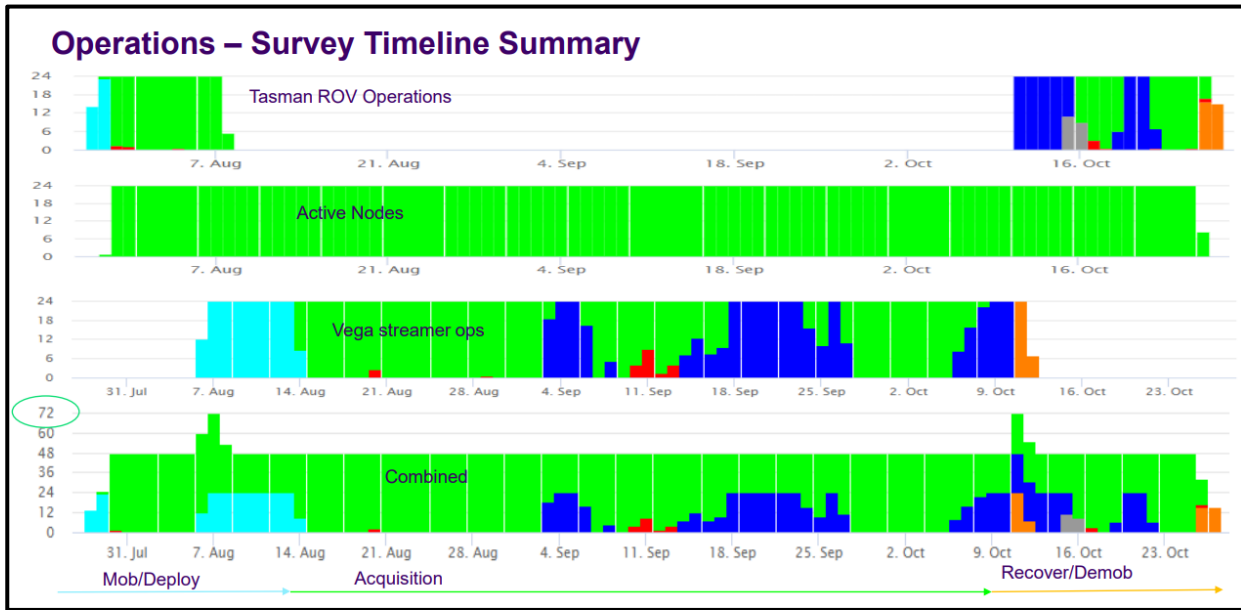 Operations – Survey Timeline Summary
24
18
12
6
0
Tasman ROV Operations
7. Aug 21. Aug 4. Sep 18. Sep 2. Oct 16. Oct
24
18
12
6
0
Active Nodes
7. Aug 21. Aug 4. Sep 18. Sep 2. Oct 16. Oct
24
18
12
6
0
Vega streamer ops
31. Jul 7. Aug 14. Aug 21. Aug 28. Aug 4. Sep 11. Sep 18. Sep 25. Sep 2. Oct 9. Oct 16. Oct 23. Oct
72
60
48
36
24
12
0
Combined
31. Jul 7. Aug 14. Aug 21. Aug 28. Aug 4. Sep 11. Sep 18. Sep 25. Sep 2. Oct 9. Oct 16. Oct 23. Oct
Mob/Deploy Acquisition Recover/Demob